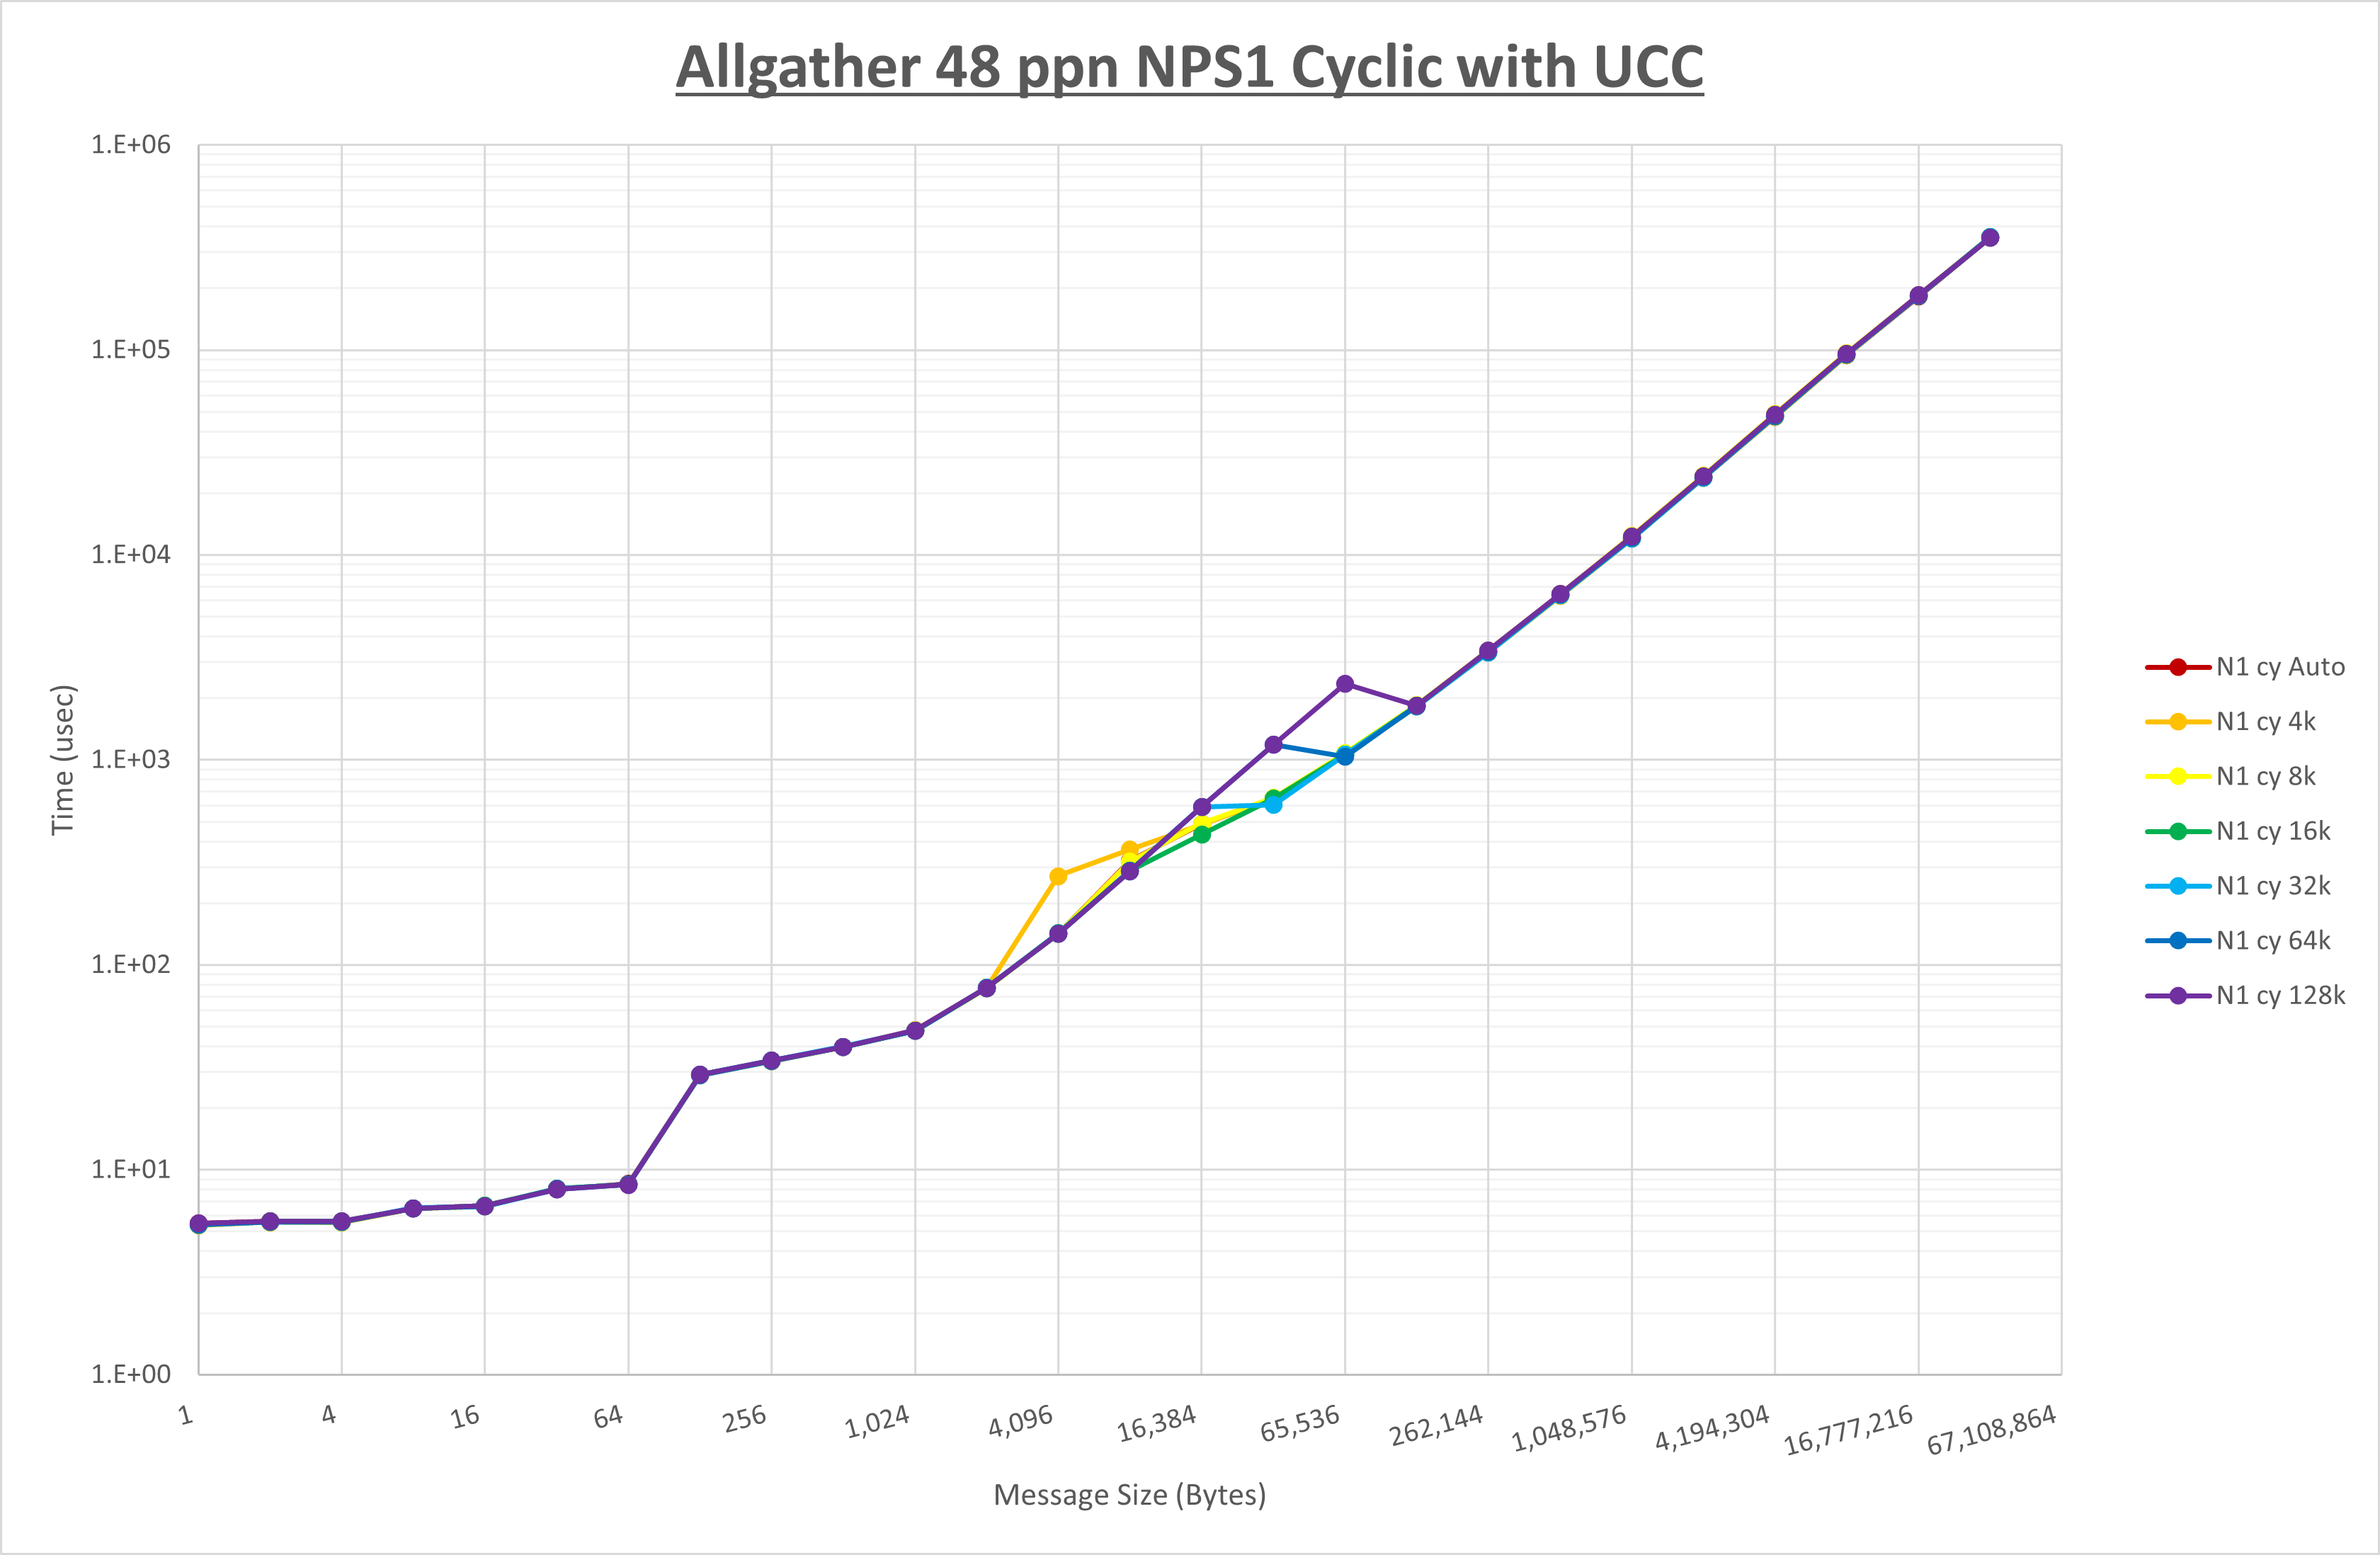 Allgather 48 ppn NPS1 Cyclic with UCC
1.E+06
1.E+05
1.E+04
1.E+03
1.E+02
1.E+01
1.E+00
Time (usec)
1
4
16
64
256
1,024
4,096
16,384
65,536
262,144
1,048,576
4,194,304
16,777,216
67,108,864
Message Size (Bytes)
N1 cy Auto
N1 cy 4k
N1 cy 8k
N1 cy 16k
N1 cy 32k
N1 cy 64k
N1 cy 128k